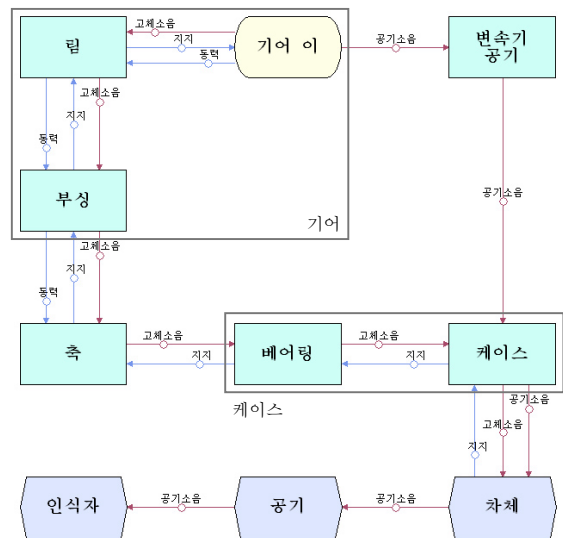 고체소음
림
지지
기어 이
공기소음
변속기
공기
동력
고체소음
동력
지지
부싱
공기소음
기어
고체소음
지지
동력
축
고체소음
지지
베어링
고체소음
지지
케이스
케이스
공기소음
고체소음
지지
인식자
공기소음
공기
공기소음
차체